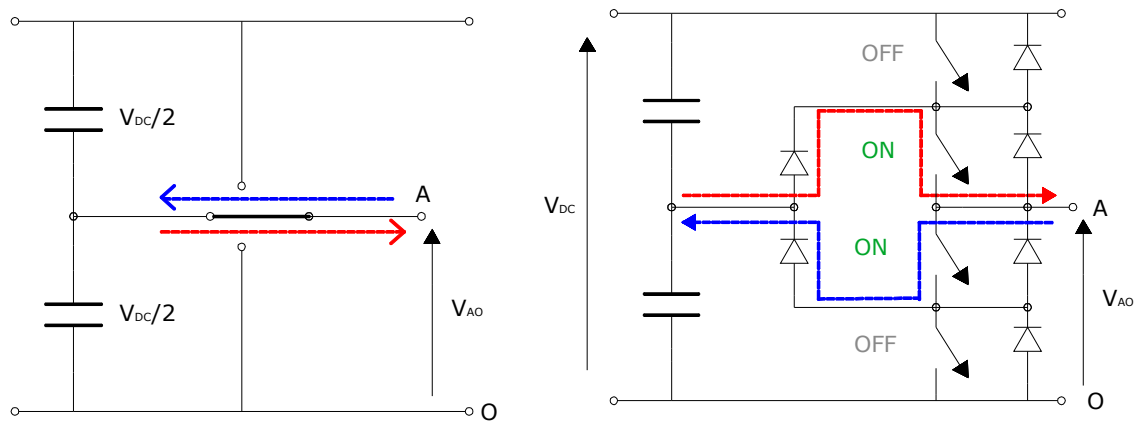 V_DC/2
A
V_DC/2
V_AO
O
OFF
ON
V_DC
A
ON
V_AO
OFF
O